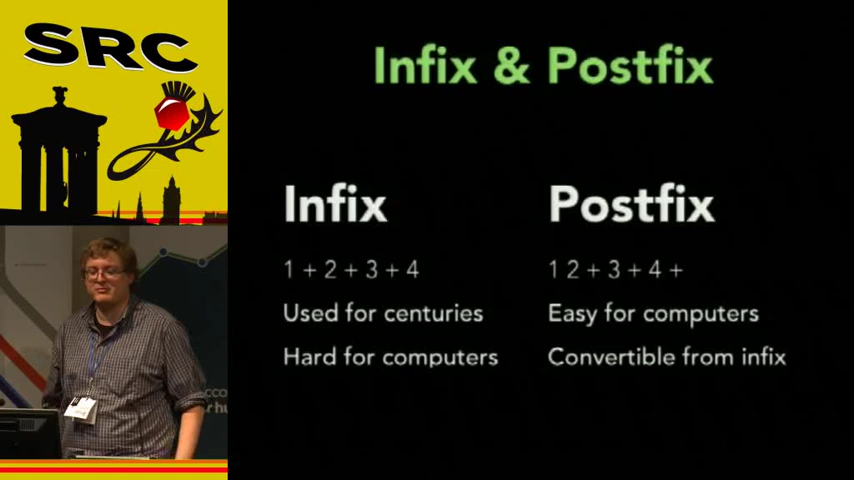 SRC
Infix & Postfix
Infix
1 + 2 + 3 + 4
Used for centuries
Hard for computers
Postfix
1 2 + 3 + 4 +
Easy for computers
Convertible from infix